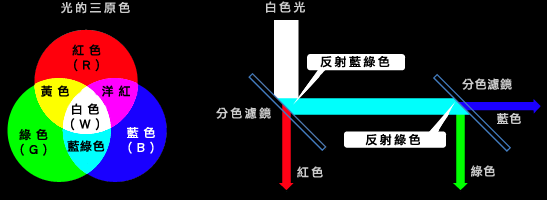 光的三原色
紅色
(R)
黃色
洋紅
白色
(W)
綠色
(G)
藍綠色
藍色
(B)
白色光
反射藍綠色
分色濾鏡
分色濾鏡
藍色
反射綠色
紅色
綠色